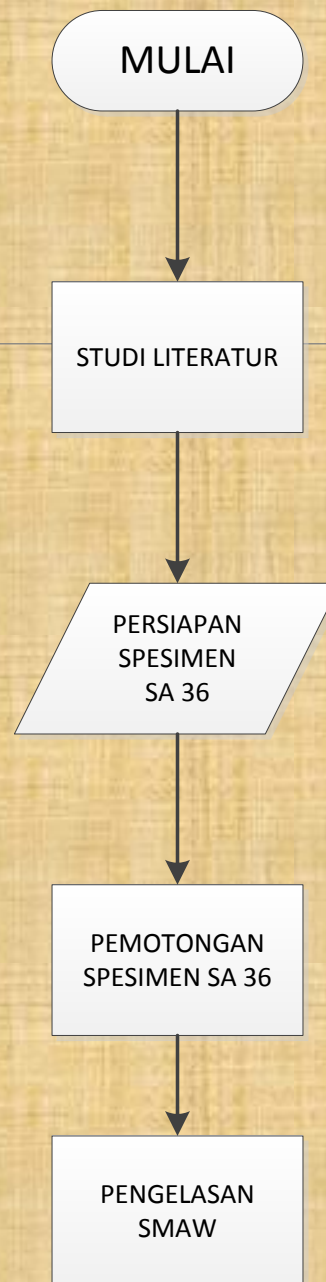 MULAI
STUDI LITERATUR
PERSIAPAN
SPESIMEN
SA 36
PEMOTONGAN
SPESIMEN SA 36
PENGELASAN
SMAW